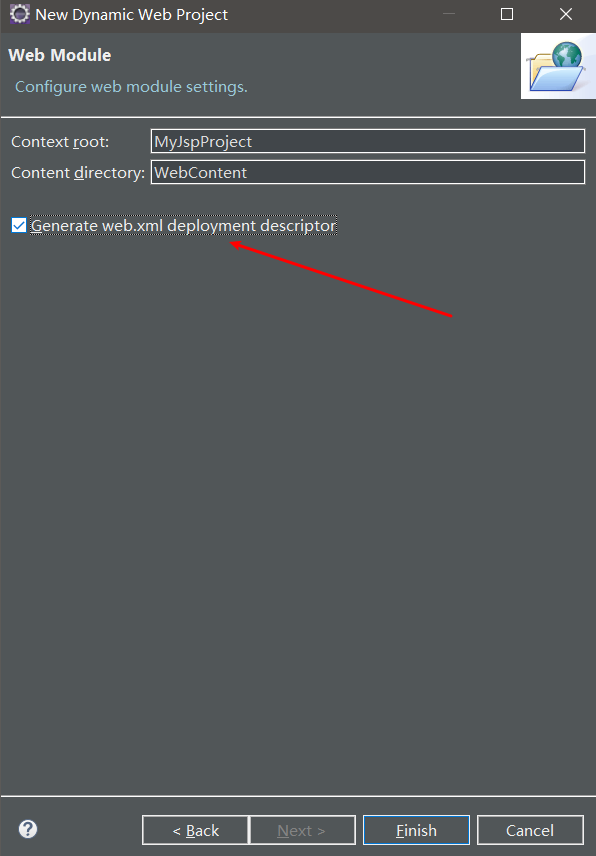 New Dynamic Web Project
Web Module
Configure web module settings.
Context root: MyJspProject
Content directory: WebContent
Generate web.xml deployment descriptor
? < Back Next > Finish Cancel